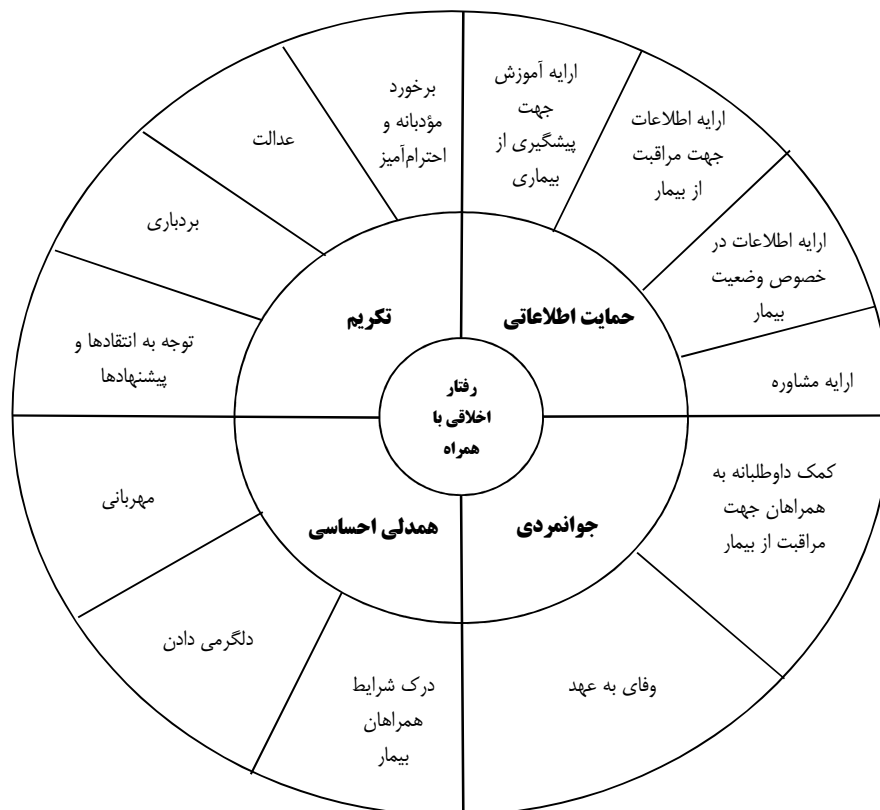 ارایه آموزش
جهت
پیشگیری از
بیماری
ارایه اطلاعات
جهت مراقبت
از بیمار
ارایه اطلاعات در
خصوص وضعیت
بیمار
ارایه مشاوره
برخورد
مؤدبانه و
احترام‌آمیز
عدالت
بردباری
توجه به انتقادها و
پیشنهادها
حمایت اطلاعاتی
تکریم
رفتار
اخلاقی با
همراه
جوانمردی
همدلی احساسی
کمک داوطلبانه به
همراهان جهت
مراقبت از بیمار
وفای به عهد
درک شرایط
همراهان
بیمار
دلگرمی دادن
مهربانی